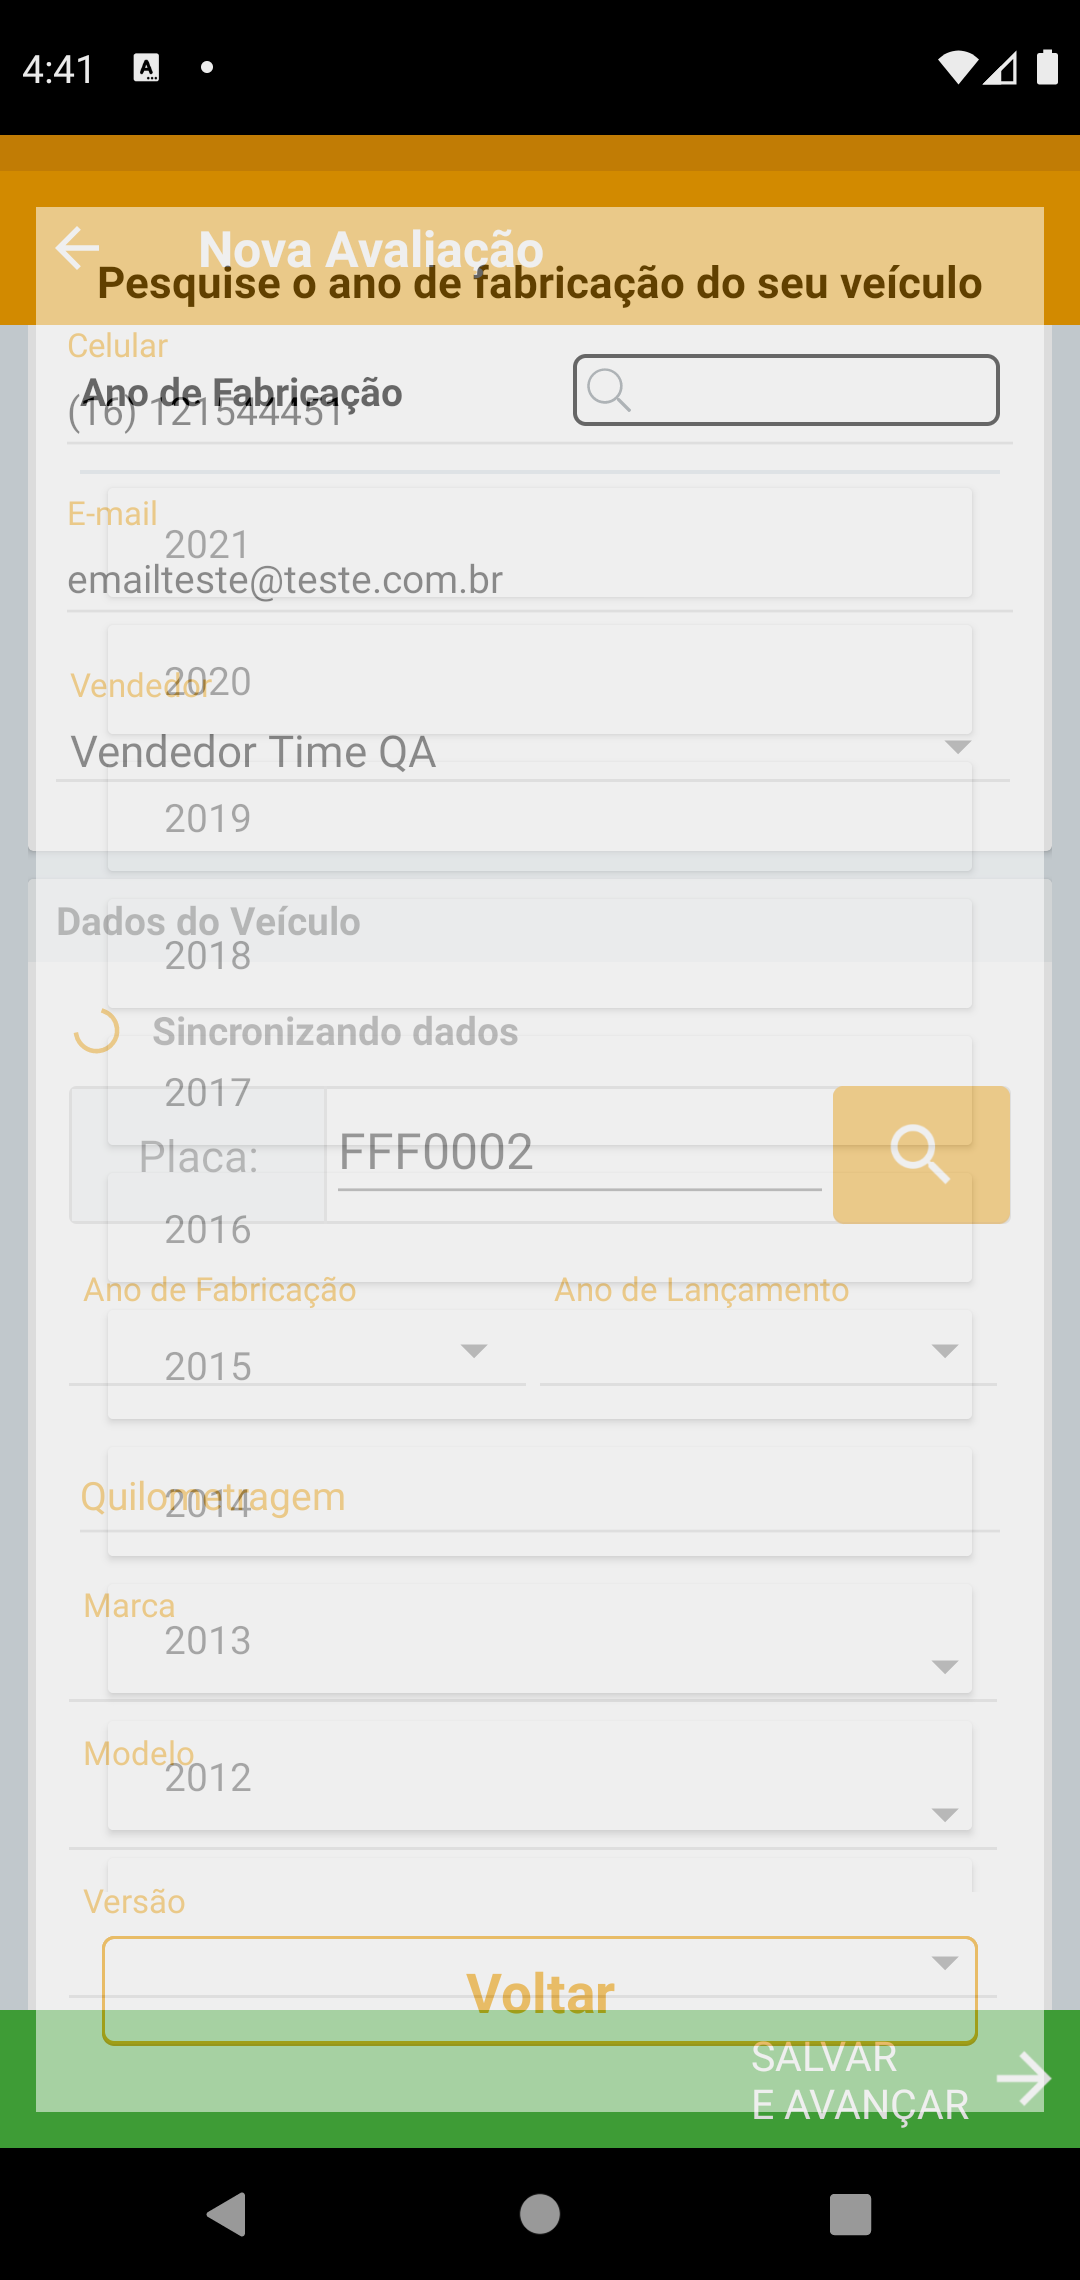 4:41
Nova Avaliação
Pesquise o ano de fabricação do seu veículo
Celular
Ano de Fabricação
(16) 121544451
E-mail
2021
emailteste@teste.com.br
2020
Vendedor
Vendedor Time QA
2019
Dados do Veículo
2018
Sincronizando dados
2017
Placa: FFF0002
2016
Ano de Fabricação Ano de Lançamento
2015
Quilometragem
2014
Marca
2013
Modelo
2012
Versão
Voltar
SALVAR
E AVANÇAR